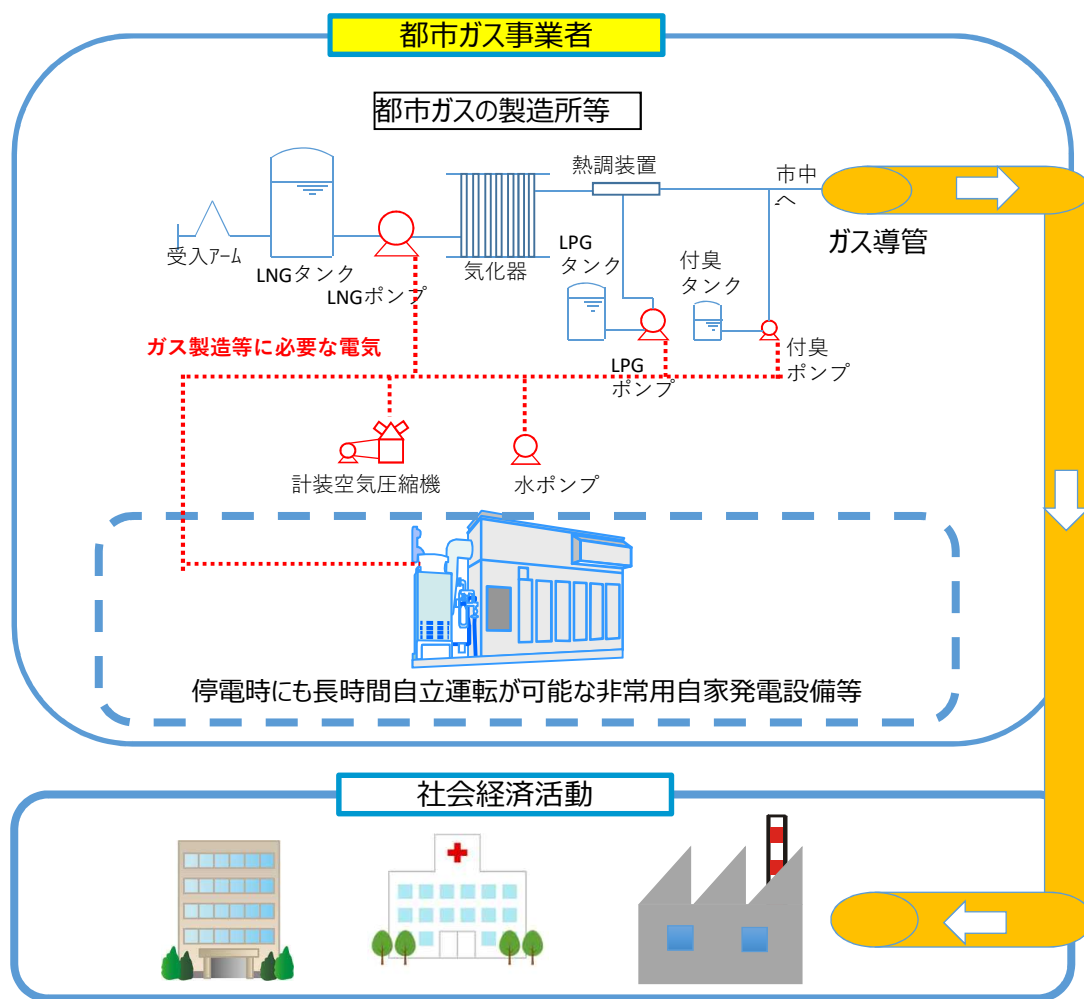 都市ガス事業者
都市ガスの製造所等
熱調装置
市中
へ
受入アーム
LNGタンク
LNGポンプ
気化器
LPG
タンク
付臭
タンク
ガス導管
ガス製造等に必要な電気
LPG
ポンプ
付臭
ポンプ
計装空気圧縮機
水ポンプ
停電時にも長時間自立運転が可能な非常用自家発電設備等
社会経済活動